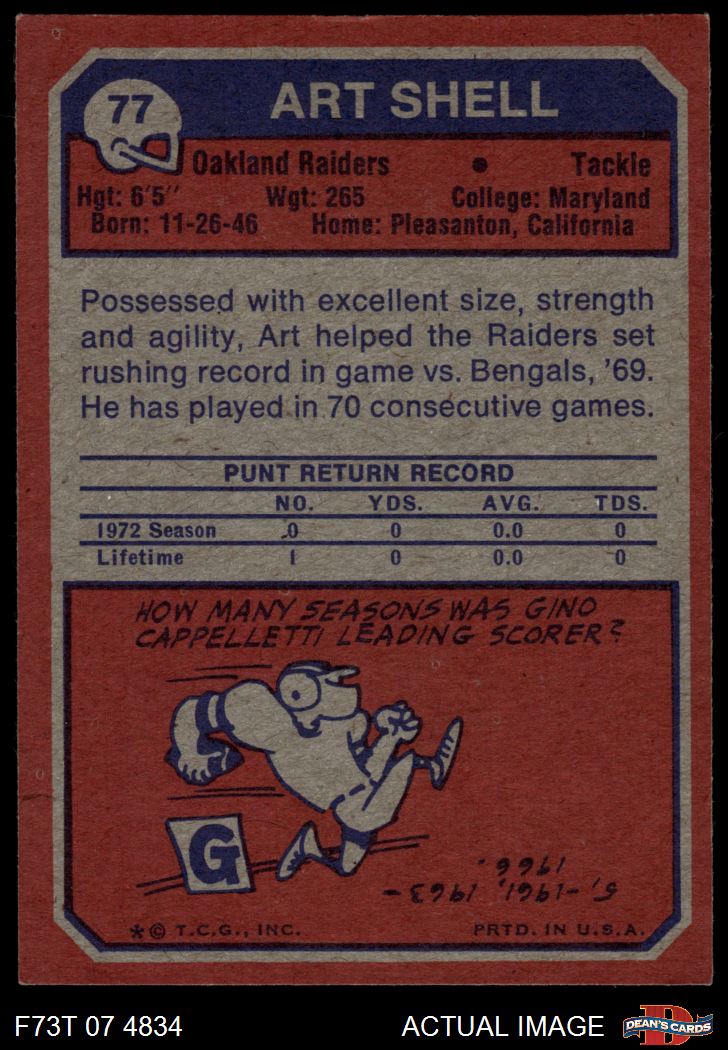 77
ART SHELL
Oakland Raiders • Tackle
Hgt: 6'5" Wgt: 265 College: Maryland
Born: 11-26-46 Home: Pleasanton, California
Possessed with excellent size, strength
and agility, Art helped the Raiders set
rushing record in game vs. Bengals, '69.
He has played in 70 consecutive games.
PUNT RETURN RECORD
NO. YDS. AVG. TDS.
1972 Season 0 0 0.0 0
Lifetime 1 0 0.0 0
HOW MANY SEASONS WAS GINO
CAPPELLETTI LEADING SCORER?
G
5, -1961, 1963-
1966.
*© T.C.G., INC. PRTD. IN U.S.A.
F73T 07 4834 ACTUAL IMAGE
D
DEAN'S CARDS